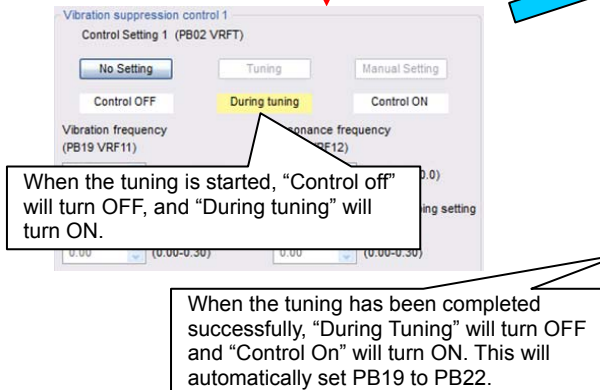 Vibration suppression control 1
Control Setting 1 (PB02 VRFT)
No Setting Tuning Manual Setting
Control OFF During tuning Control ON
Vibration frequency frequency
(PB19 VRF11)
When the tuning is started, “Control off”
will turn OFF, and “During tuning” will
turn ON.
setting
0.00 (0.00-0.30) 0.00 (0.00-0.30)
When the tuning has been completed
successfully, “During Tuning” will turn OFF
and “Control On” will turn ON. This will
automatically set PB19 to PB22.